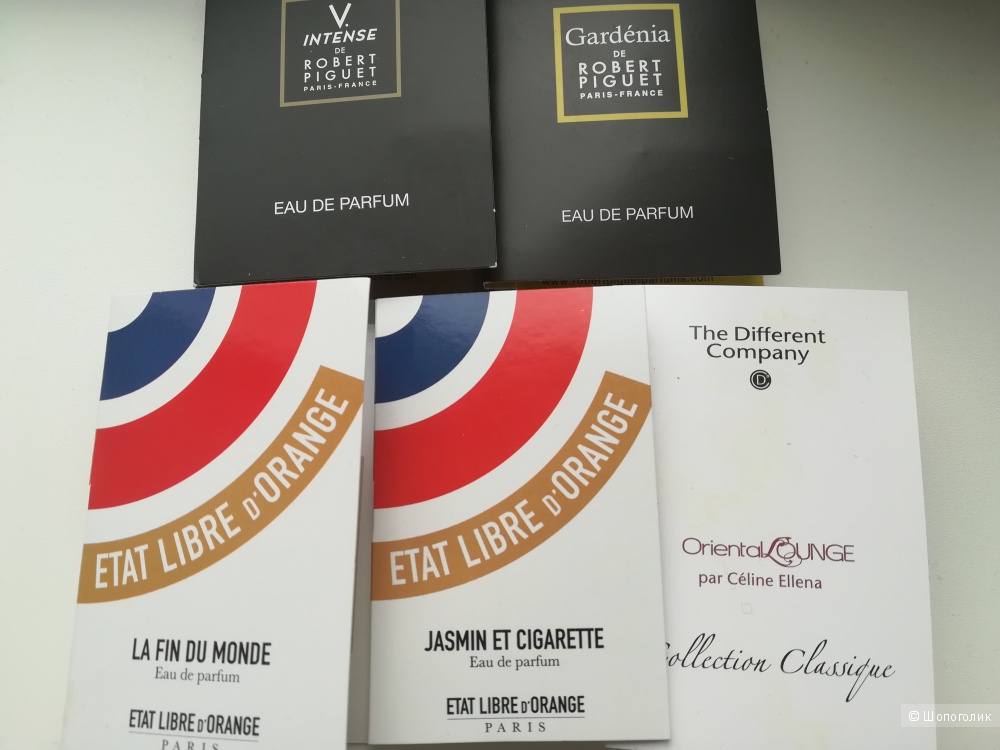 V.
INTENSE
DE
ROBERT
PIGUET
PARIS-FRANCE
EAU DE PARFUM
Gardénia
DE
ROBERT
PIGUET
PARIS-FRANCE
EAU DE PARFUM
ETAT LIBRE D'ORANGE
LA FIN DU MONDE
Eau de parfum
ETAT LIBRE D'ORANGE
PARIS
ETAT LIBRE D'ORANGE
JASMIN ET CIGARETTE
Eau de parfum
ETAT LIBRE D'ORANGE
PARIS
The Different
Company
Oriental LOUNGE
par Céline Ellena
Collection Classique
© Шопоголик